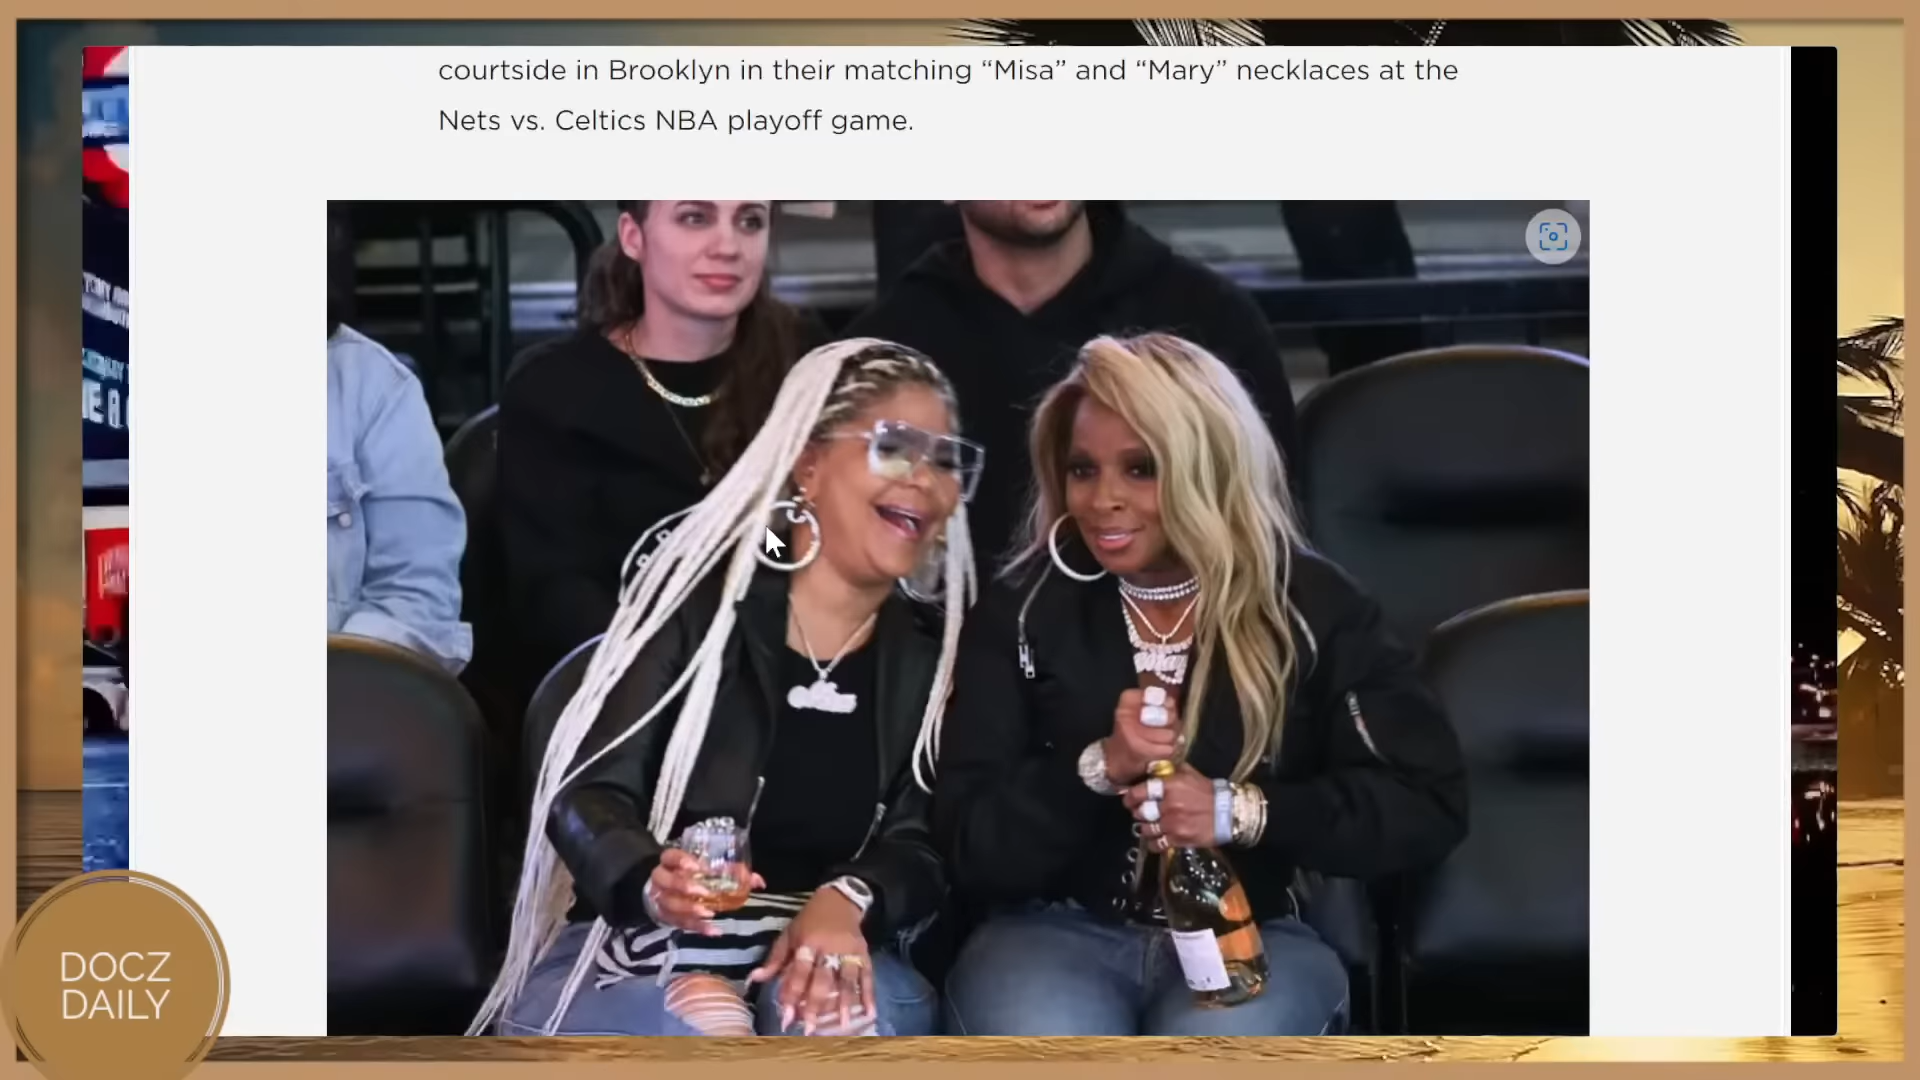 courtside in Brooklyn in their matching “Misa” and “Mary” necklaces at the
Nets vs. Celtics NBA playoff game.
DOCZ
DAILY